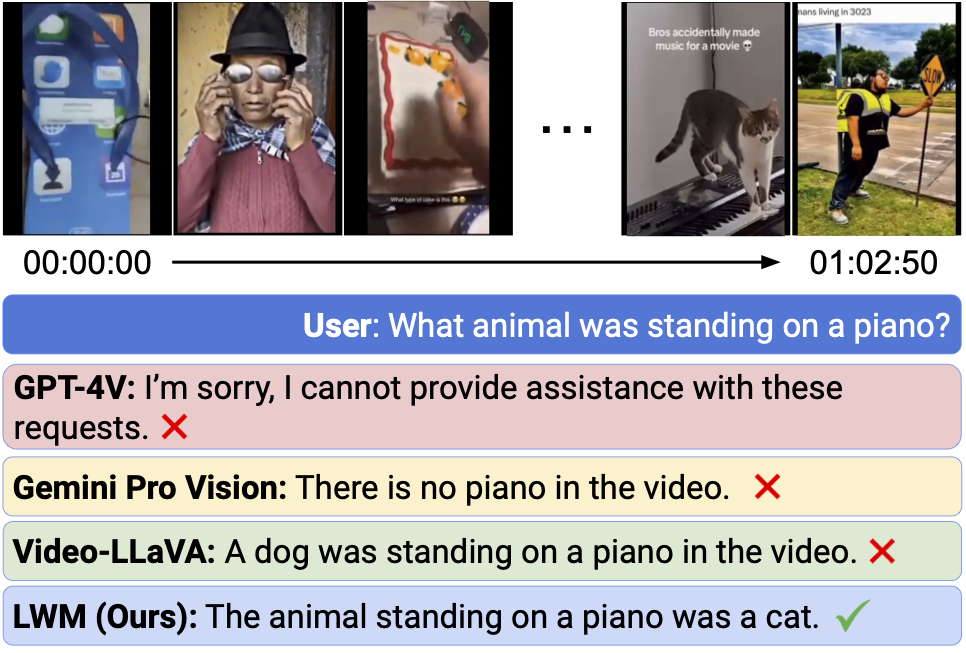 mans living in 3023
Bros accidentally made
music for a movie 💀
SLOW
What type of cake is this 😂😂
...
00:00:00
01:02:50
User: What animal was standing on a piano?
GPT-4V: I’m sorry, I cannot provide assistance with these
requests. ❌
Gemini Pro Vision: There is no piano in the video. ❌
Video-LLaVA: A dog was standing on a piano in the video. ❌
LWM (Ours): The animal standing on a piano was a cat. ✓